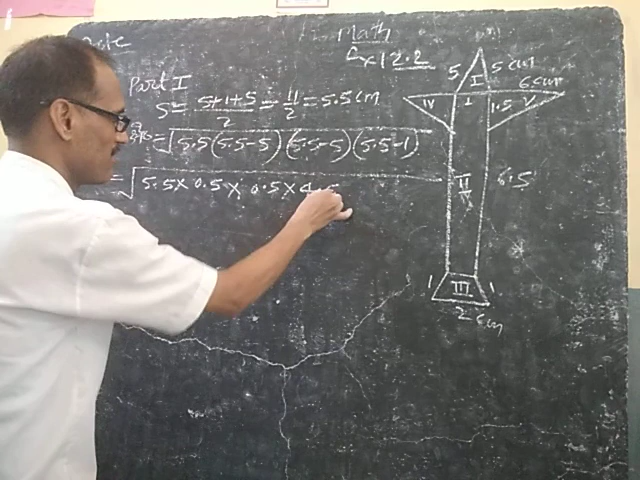 Date
Math
Ex 12.2
Part I
S = 5+1+5/2 = 11/2 = 5.5 cm
= √5.5(5.5-5)(5.5-5)(5.5-1)
= √5.5×0.5×0.5×4.5
5 I 5 cm
6 cm
IV 1 1.5 V
II 6.5
1 III 1
2 cm